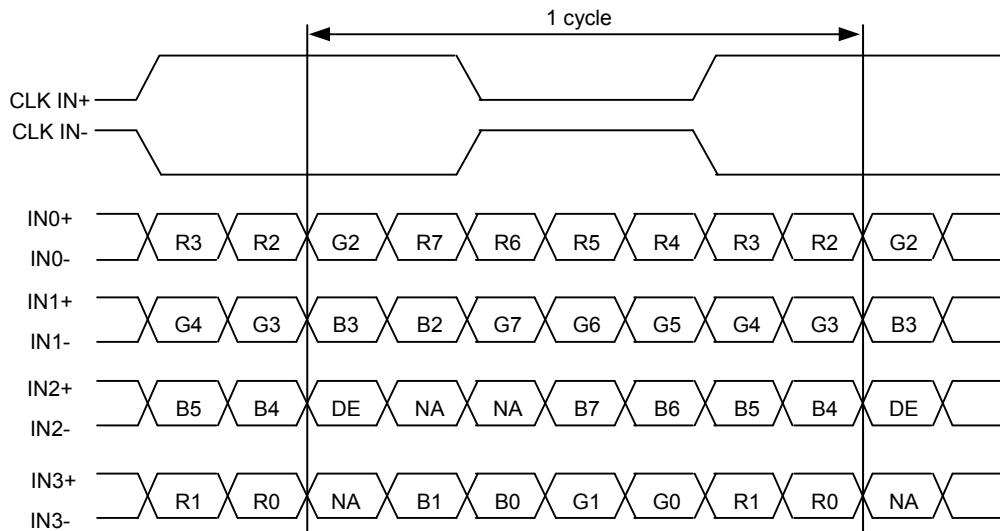 1 cycle
CLK IN+
CLK IN-
IN0+
R3 R2 G2 R7 R6 R5 R4 R3 R2 G2
IN0-
IN1+
G4 G3 B3 B2 G7 G6 G5 G4 G3 B3
IN1-
IN2+
B5 B4 DE NA NA B7 B6 B5 B4 DE
IN2-
IN3+
R1 R0 NA B1 B0 G1 G0 R1 R0 NA
IN3-